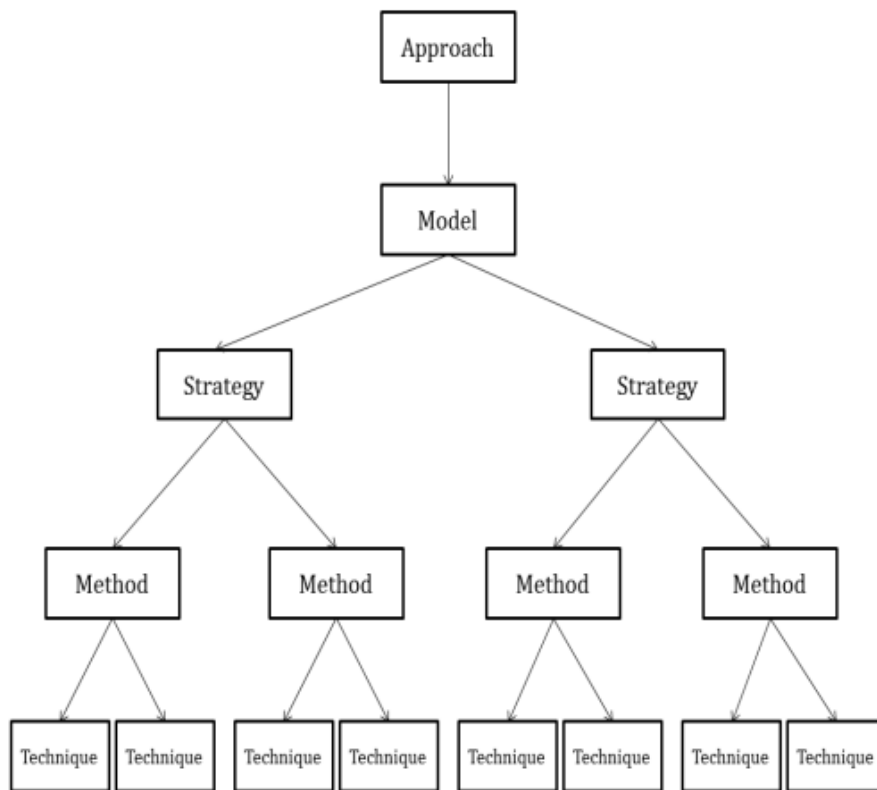 Approach
Model
Strategy
Strategy
Method
Method
Method
Method
Technique
Technique
Technique
Technique
Technique
Technique
Technique
Technique